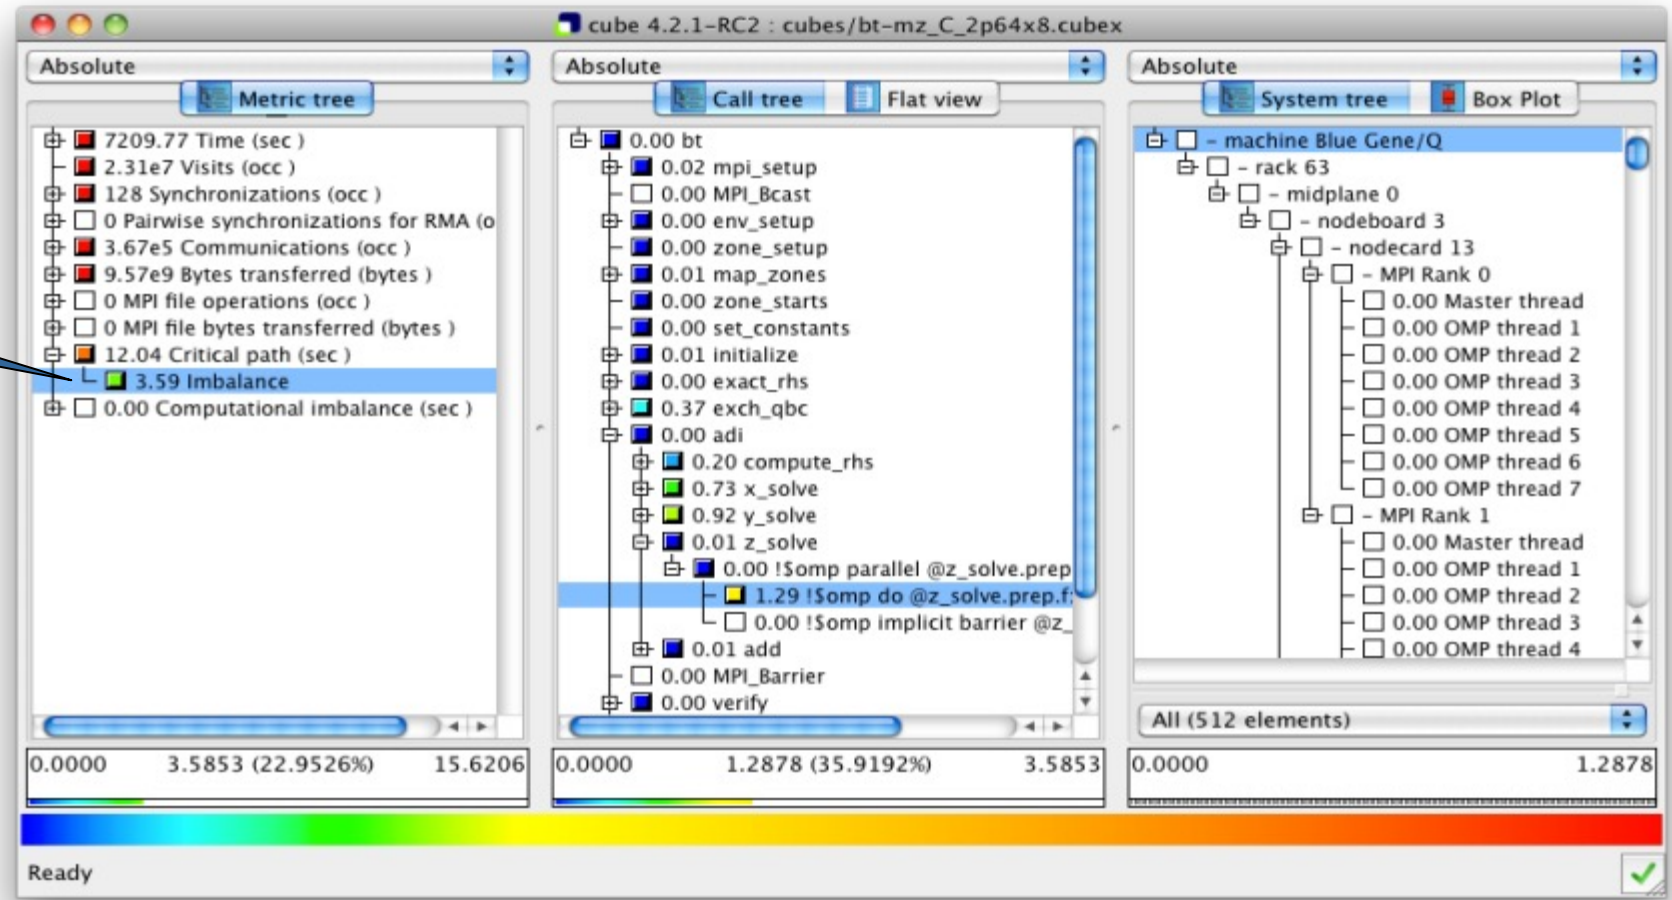 cube 4.2.1-RC2 : cubes/bt-mz_C_2p64x8.cubex
Absolute
Metric tree
7209.77 Time (sec )
2.31e7 Visits (occ )
128 Synchronizations (occ )
0 Pairwise synchronizations for RMA (o
3.67e5 Communications (occ )
9.57e9 Bytes transferred (bytes )
0 MPI file operations (occ )
0 MPI file bytes transferred (bytes )
12.04 Critical path (sec )
3.59 Imbalance
0.00 Computational imbalance (sec )
0.0000 3.5853 (22.9526%) 15.6206
Absolute
Call tree Flat view
0.00 bt
0.02 mpi_setup
0.00 MPI_Bcast
0.00 env_setup
0.00 zone_setup
0.01 map_zones
0.00 zone_starts
0.00 set_constants
0.01 initialize
0.00 exact_rhs
0.37 exch_qbc
0.00 adi
0.20 compute_rhs
0.73 x_solve
0.92 y_solve
0.01 z_solve
0.00 !$omp parallel @z_solve.prep
1.29 !$omp do @z_solve.prep.f
0.00 !$omp implicit barrier @z_
0.01 add
0.00 MPI_Barrier
0.00 verify
0.0000 1.2878 (35.9192%) 3.5853
Absolute
System tree Box Plot
- machine Blue Gene/Q
- rack 63
- midplane 0
- nodeboard 3
- nodecard 13
- MPI Rank 0
0.00 Master thread
0.00 OMP thread 1
0.00 OMP thread 2
0.00 OMP thread 3
0.00 OMP thread 4
0.00 OMP thread 5
0.00 OMP thread 6
0.00 OMP thread 7
- MPI Rank 1
0.00 Master thread
0.00 OMP thread 1
0.00 OMP thread 2
0.00 OMP thread 3
0.00 OMP thread 4
All (512 elements)
0.0000 1.2878
Ready